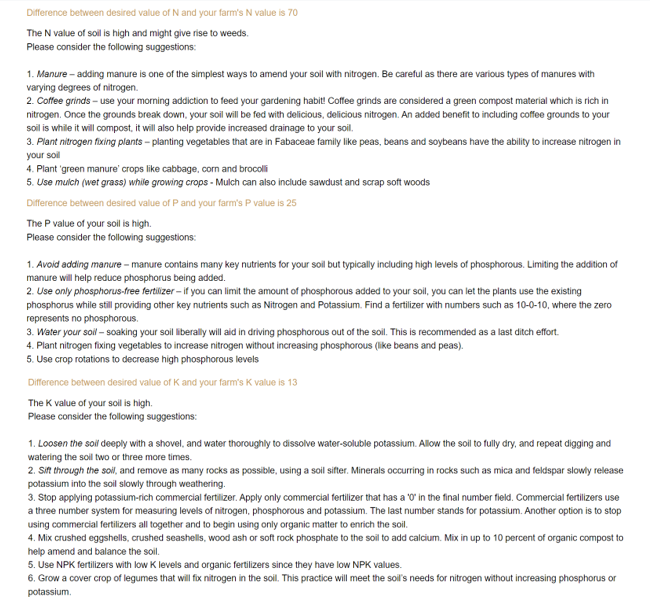 Difference between desired value of N and your farm's N value is 70
The N value of soil is high and might give rise to weeds.
Please consider the following suggestions:
1. Manure – adding manure is one of the simplest ways to amend your soil with nitrogen. Be careful as there are various types of manures with
varying degrees of nitrogen.
2. Coffee grinds – use your morning addiction to feed your gardening habit! Coffee grinds are considered a green compost material which is rich in
nitrogen. Once the grounds break down, your soil will be fed with delicious, delicious nitrogen. An added benefit to including coffee grounds to your
soil is while it will compost, it will also help provide increased drainage to your soil.
3. Plant nitrogen fixing plants – planting vegetables that are in Fabaceae family like peas, beans and soybeans have the ability to increase nitrogen in
your soil
4. Plant 'green manure' crops like cabbage, corn and brocolli
5. Use mulch (wet grass) while growing crops - Mulch can also include sawdust and scrap soft woods
Difference between desired value of P and your farm's P value is 25
The P value of your soil is high.
Please consider the following suggestions:
1. Avoid adding manure – manure contains many key nutrients for your soil but typically including high levels of phosphorous. Limiting the addition of
manure will help reduce phosphorus being added.
2. Use only phosphorus-free fertilizer – if you can limit the amount of phosphorous added to your soil, you can let the plants use the existing
phosphorus while still providing other key nutrients such as Nitrogen and Potassium. Find a fertilizer with numbers such as 10-0-10, where the zero
represents no phosphorous.
3. Water your soil – soaking your soil liberally will aid in driving phosphorous out of the soil. This is recommended as a last ditch effort.
4. Plant nitrogen fixing vegetables to increase nitrogen without increasing phosphorous (like beans and peas).
5. Use crop rotations to decrease high phosphorous levels
Difference between desired value of K and your farm's K value is 13
The K value of your soil is high.
Please consider the following suggestions:
1. Loosen the soil deeply with a shovel, and water thoroughly to dissolve water-soluble potassium. Allow the soil to fully dry, and repeat digging and
watering the soil two or three more times.
2. Sift through the soil, and remove as many rocks as possible, using a soil sifter. Minerals occurring in rocks such as mica and feldspar slowly release
potassium into the soil slowly through weathering.
3. Stop applying potassium-rich commercial fertilizer. Apply only commercial fertilizer that has a '0' in the final number field. Commercial fertilizers use
a three number system for measuring levels of nitrogen, phosphorous and potassium. The last number stands for potassium. Another option is to stop
using commercial fertilizers all together and to begin using only organic matter to enrich the soil.
4. Mix crushed eggshells, crushed seashells, wood ash or soft rock phosphate to the soil to add calcium. Mix in up to 10 percent of organic compost to
help amend and balance the soil.
5. Use NPK fertilizers with low K levels and organic fertilizers since they have low NPK values.
6. Grow a cover crop of legumes that will fix nitrogen in the soil. This practice will meet the soil's needs for nitrogen without increasing phosphorus or
potassium.